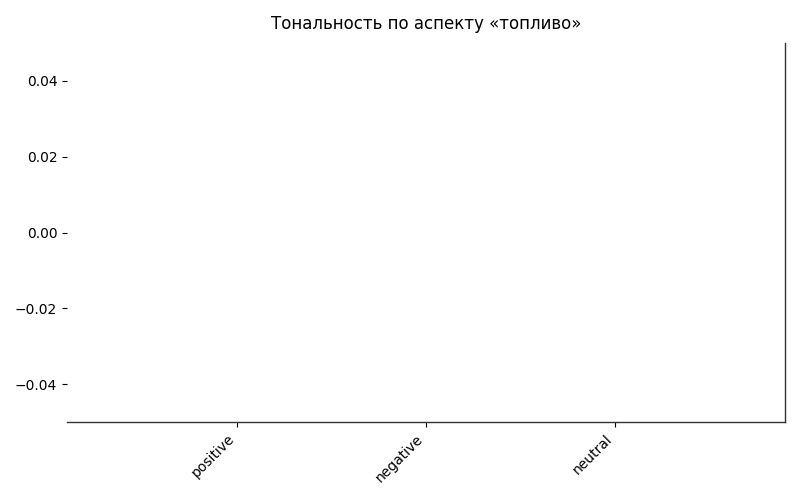 Тональность по аспекту «топливо»
0.04
0.02
0.00
−0.02
−0.04
positive
negative
neutral